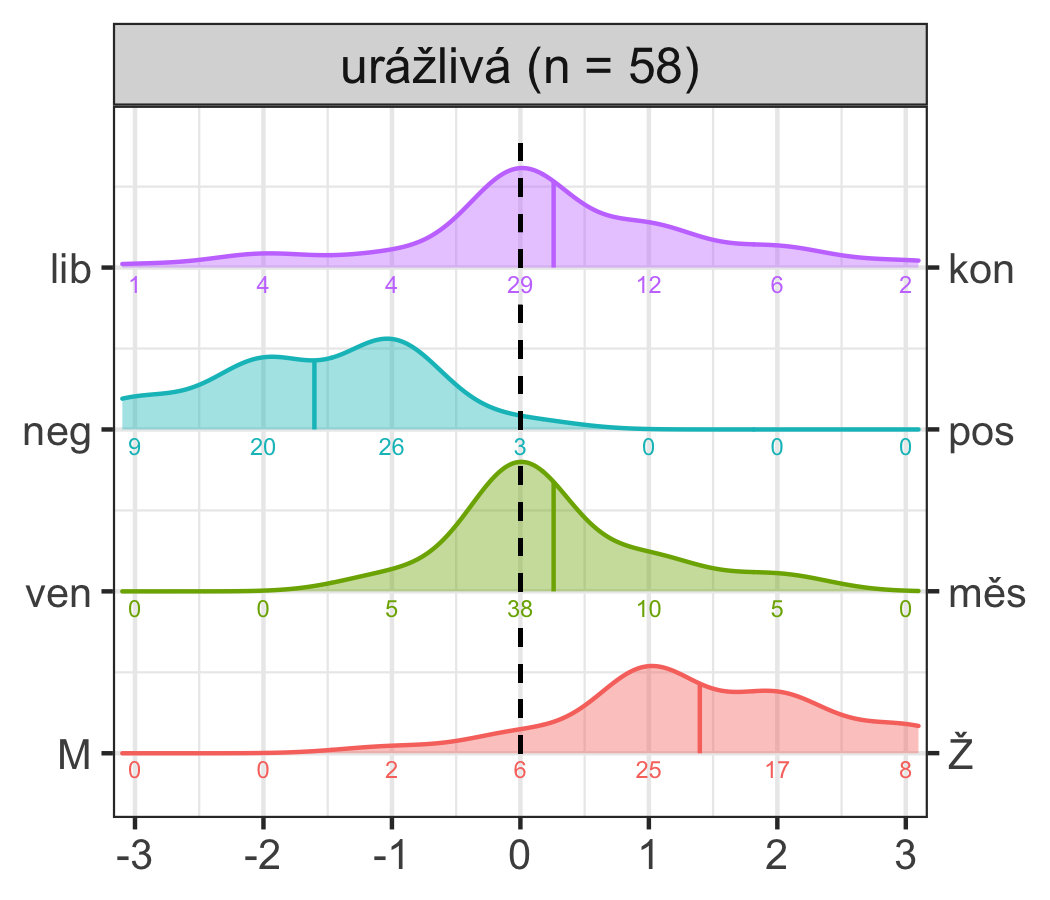 urážlivá (n = 58)
lib kon
1 4 4 29 12 6 2
neg pos
9 20 26 3 0 0 0
ven měs
0 0 5 38 10 5 0
M Ž
0 0 2 6 25 17 8
-3 -2 -1 0 1 2 3